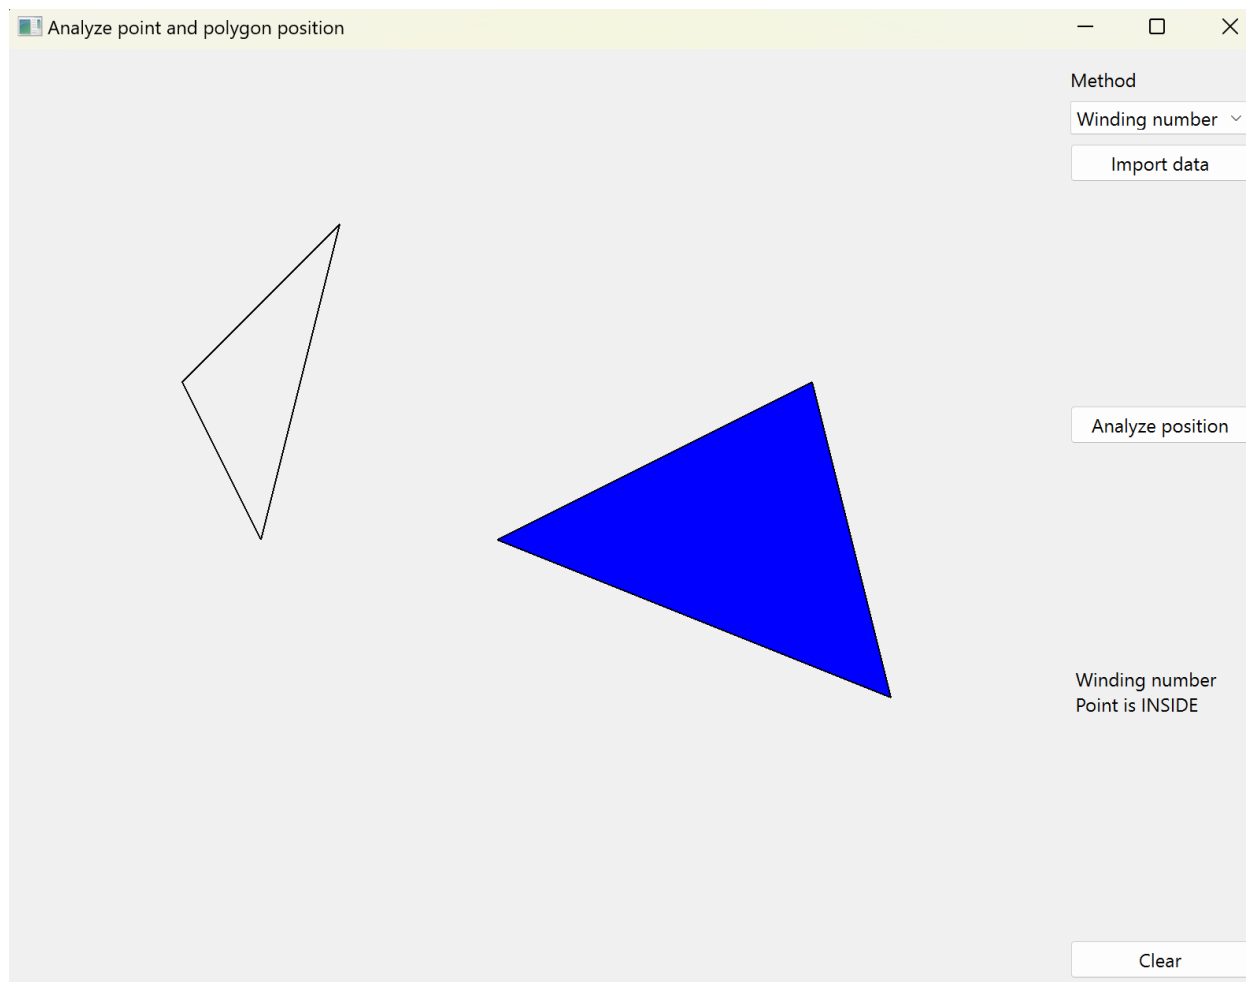 Analyze point and polygon position
Method
Winding number
Import data
Analyze position
Winding number
Point is INSIDE
Clear